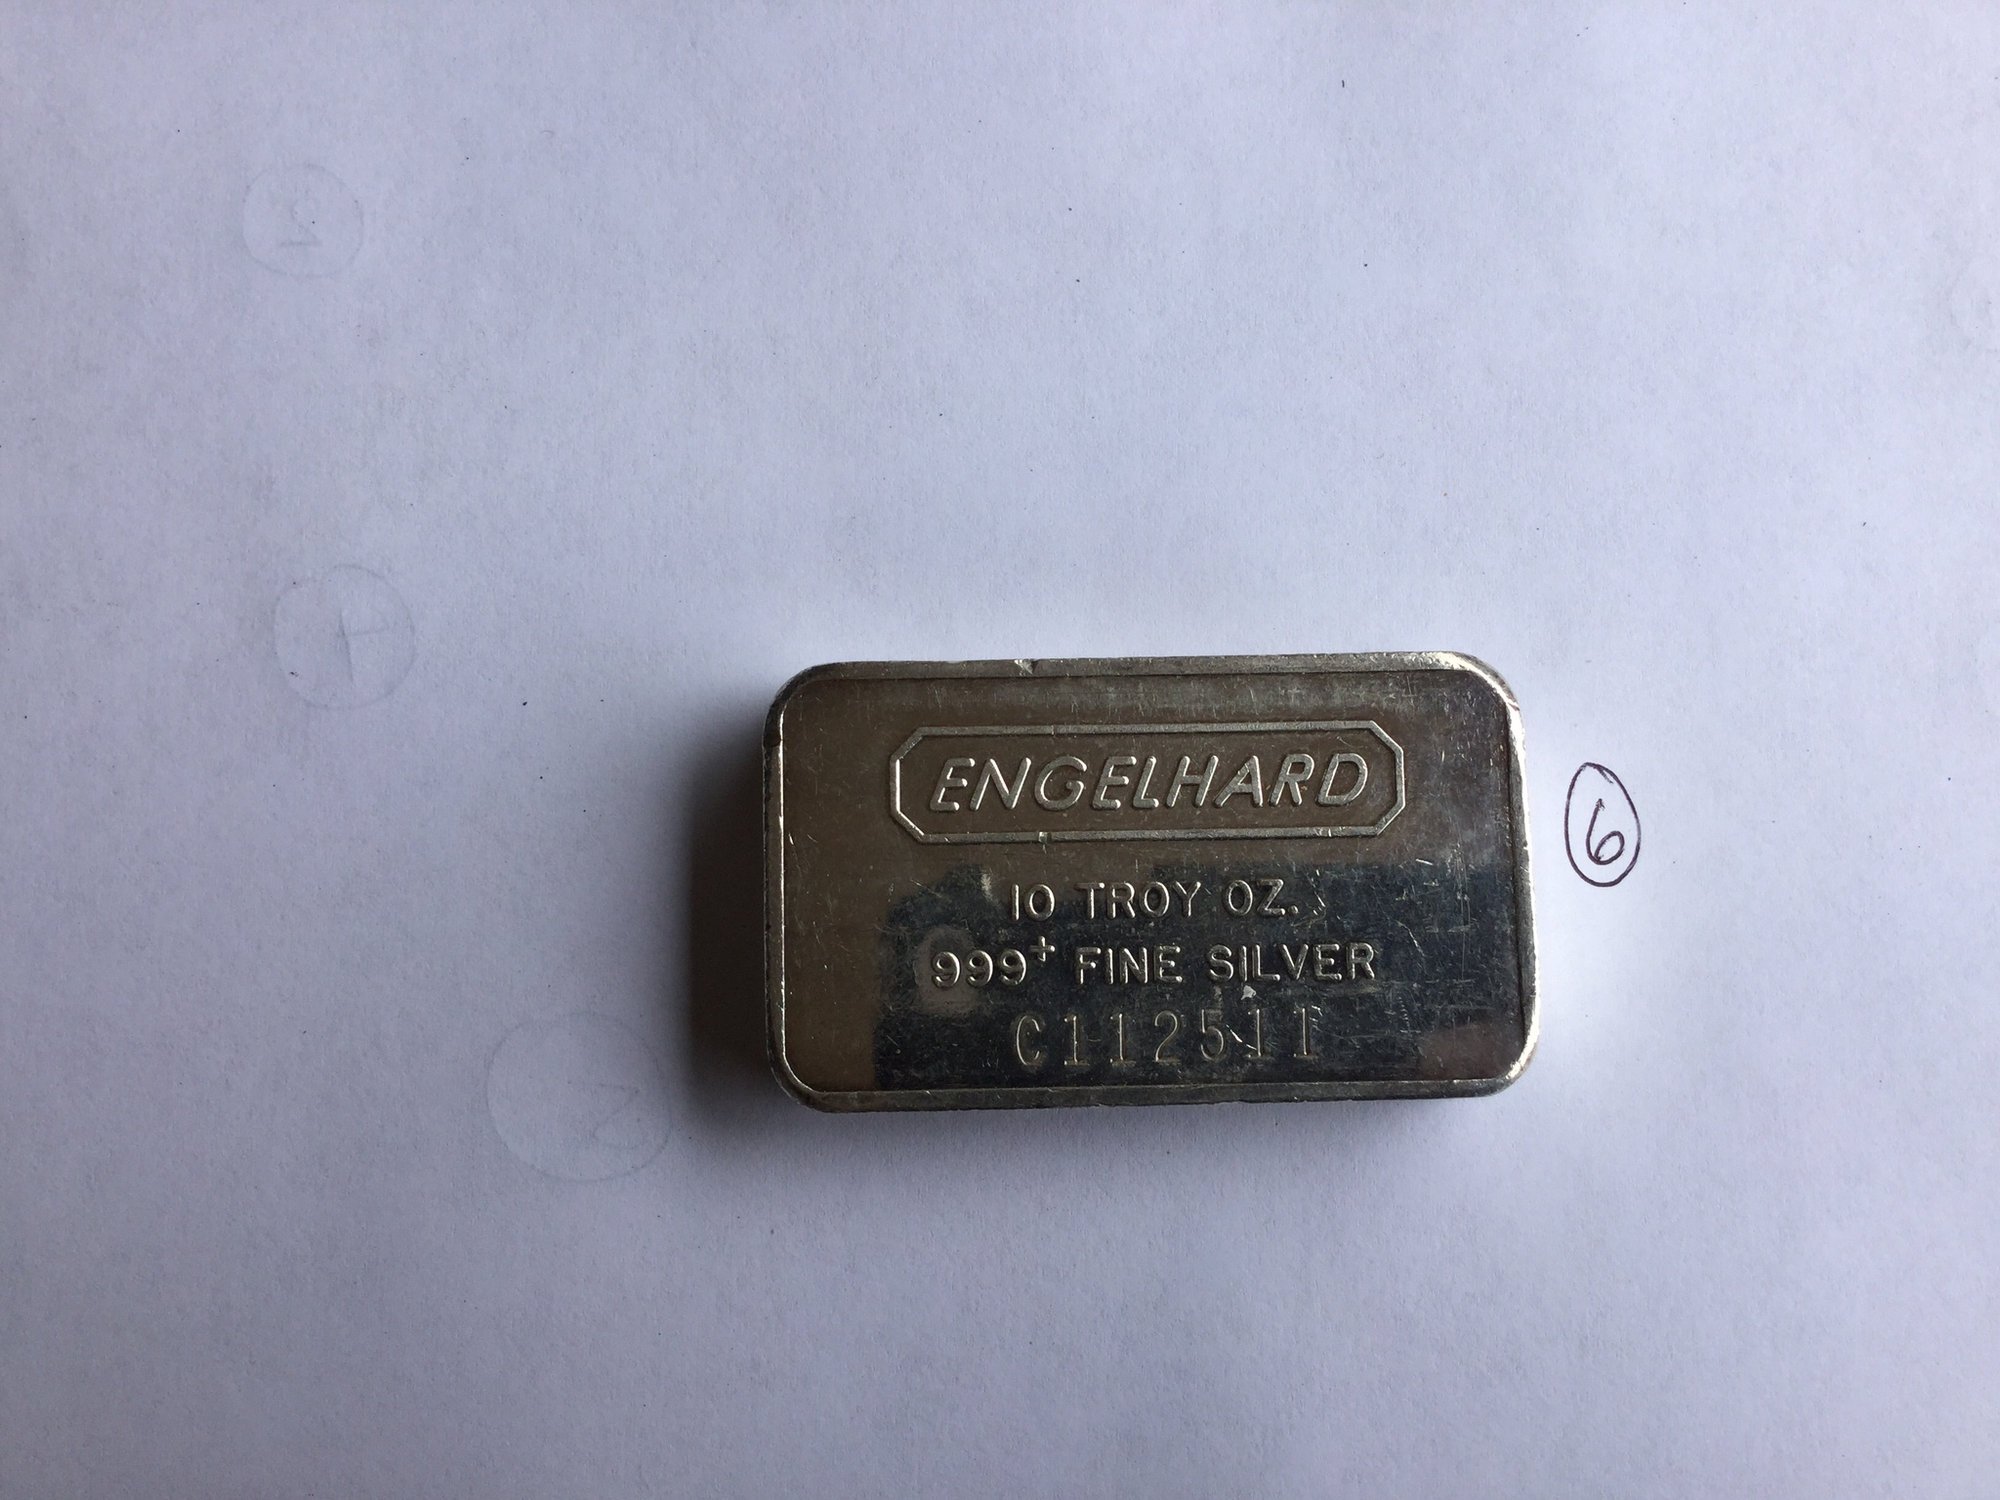 ENGELHARD
10 TROY OZ.
999+ FINE SILVER
C112511
6